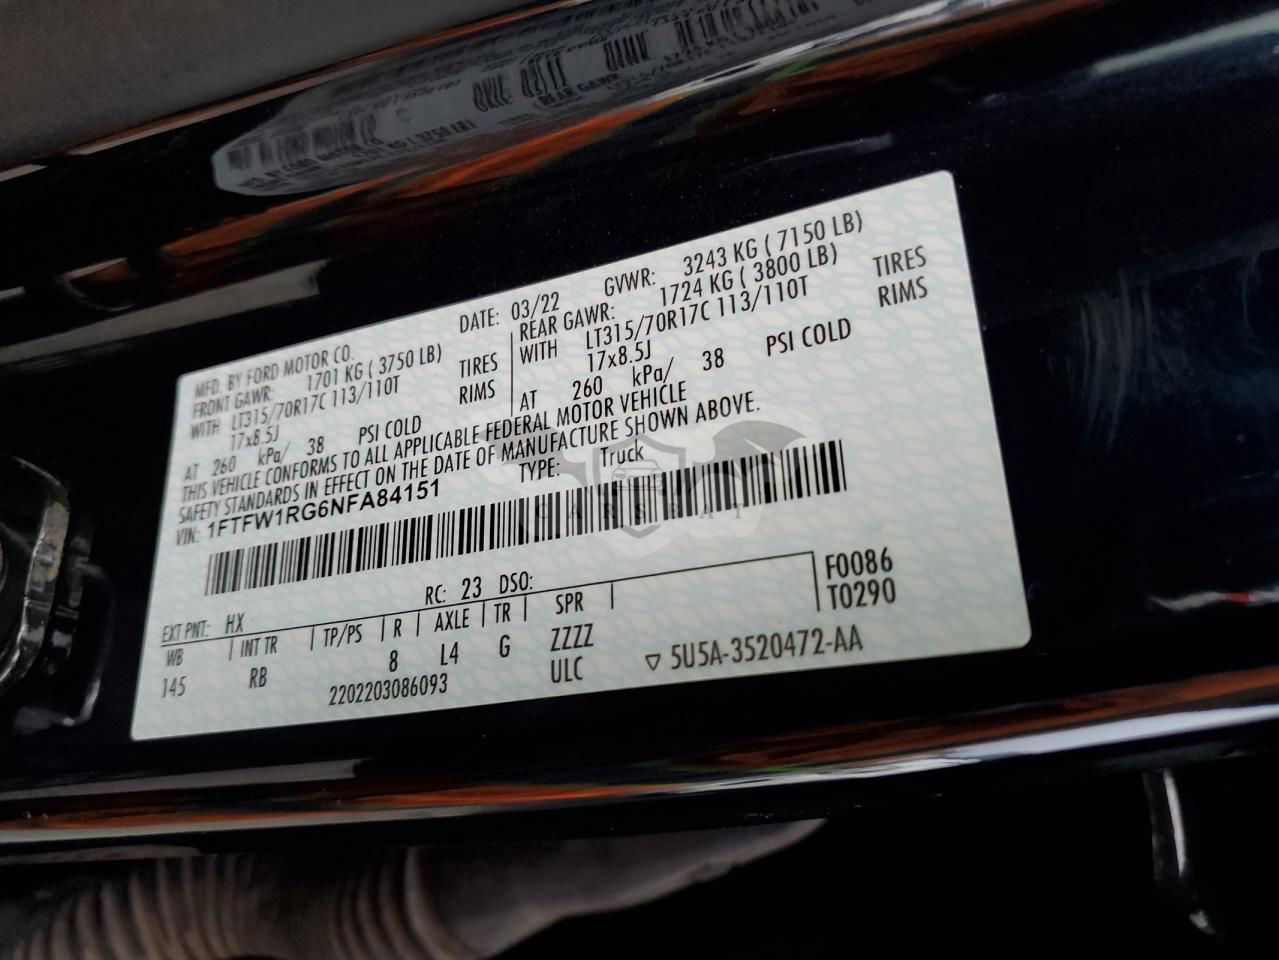 MFD. BY FORD MOTOR CO.
DATE: 03/22 GVWR: 3243 KG ( 7150 LB)
FRONT GAWR: 1701 KG ( 3750 LB)
REAR GAWR: 1724 KG ( 3800 LB)
WITH LT315/70R17C 113/110T TIRES
WITH LT315/70R17C 113/110T TIRES
17x8.5J RIMS
17x8.5J RIMS
AT 260 kPa/ 38 PSI COLD
AT 260 kPa/ 38 PSI COLD
THIS VEHICLE CONFORMS TO ALL APPLICABLE FEDERAL MOTOR VEHICLE
SAFETY STANDARDS IN EFFECT ON THE DATE OF MANUFACTURE SHOWN ABOVE.
VIN: 1FTFW1RG6NFA84151 TYPE: Truck
CARSBAT
EXT PNT: HX RC: 23 DSO: F0086
WB INT TR TP/PS R AXLE TR SPR T0290
145 RB 8 L4 G ZZZZ
2202203086093 ULC ▽ 5U5A-3520472-AA